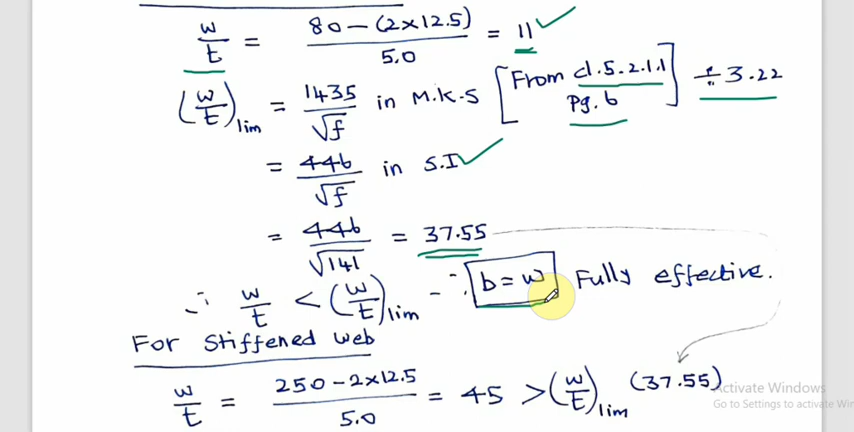 w/t = 80 - (2×12.5) / 5.0 = 11 ✓
(w/t)lim = 1435/√f in M.K.S [From cl.5.2.1.1 Pg.6] ÷ 3.22
= 446/√f in S.I ✓
= 446/√141 = 37.55
∴ w/t < (w/t)lim - ∵ b = w Fully effective.
For Stiffened web
w/t = 250 - 2×12.5 / 5.0 = 45 > (w/t)lim (37.55)
Activate Windows
Go to Settings to activate Win